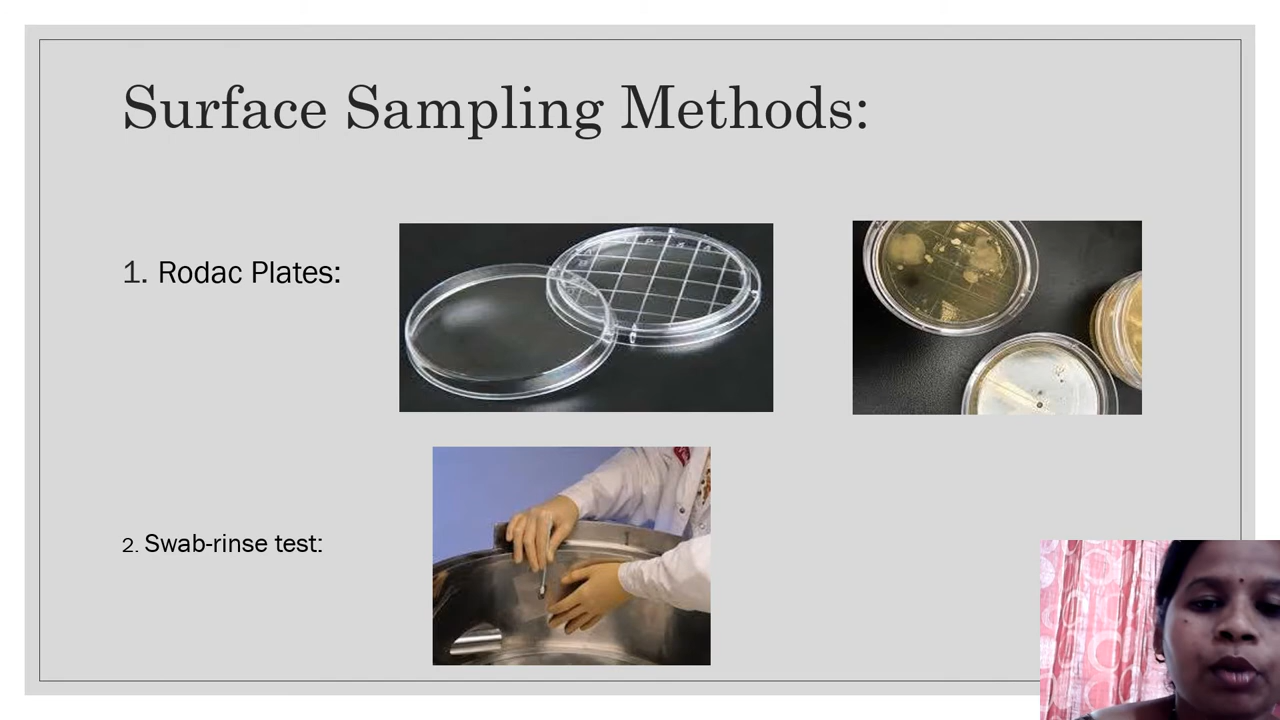 Surface Sampling Methods:
1. Rodac Plates:
2. Swab-rinse test: